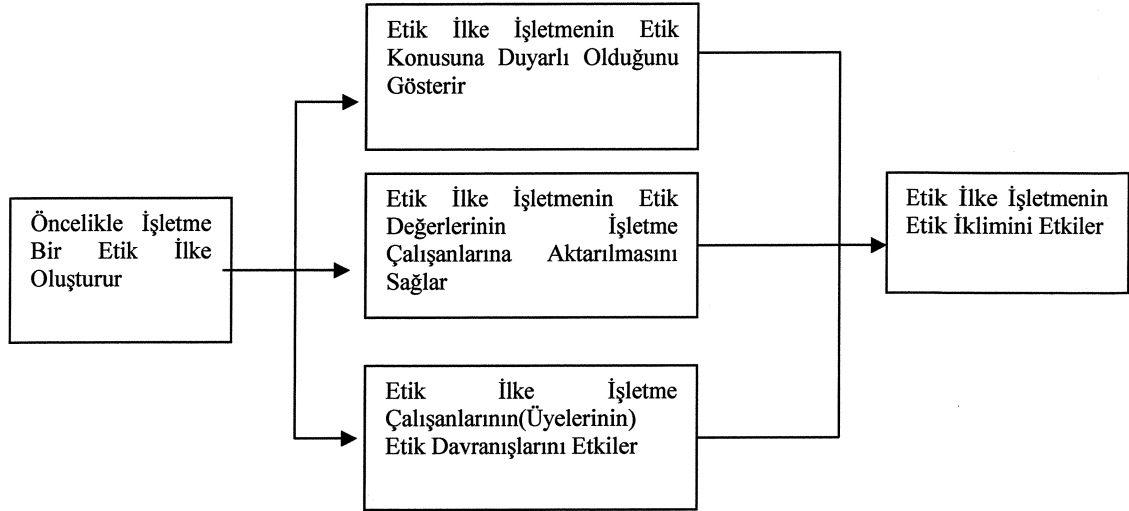 Öncelikle İşletme
Bir Etik İlke
Oluşturur
Etik İlke İşletmenin Etik
Konusuna Duyarlı Olduğunu
Gösterir
Etik İlke İşletmenin Etik
Değerlerinin İşletme
Çalışanlarına Aktarılmasını
Sağlar
Etik İlke İşletme
Çalışanlarının(Üyelerinin)
Etik Davranışlarını Etkiler
Etik İlke İşletmenin
Etik İklimini Etkiler